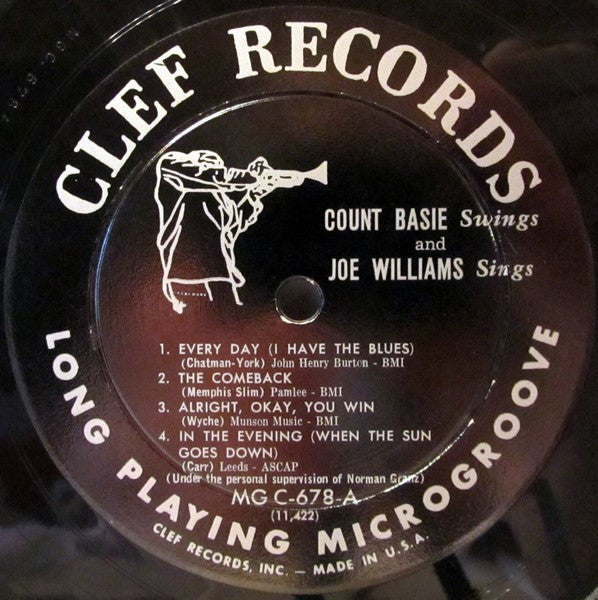 CLEF RECORDS
COUNT BASIE Swings
and
JOE WILLIAMS Sings
1. EVERY DAY (I HAVE THE BLUES)
(Chatman-York) John Henry Burton - BMI
2. THE COMEBACK
(Memphis Slim) Pamlee - BMI
3. ALRIGHT, OKAY, YOU WIN
(Wyche) Munson Music - BMI
4. IN THE EVENING (WHEN THE SUN
GOES DOWN)
(Carr) Leeds - ASCAP
(Under the personal supervision of Norman Granz)
MG C-678-A
(11,422)
LONG PLAYING MICROGROOVE
CLEF RECORDS, INC. — MADE IN U.S.A.